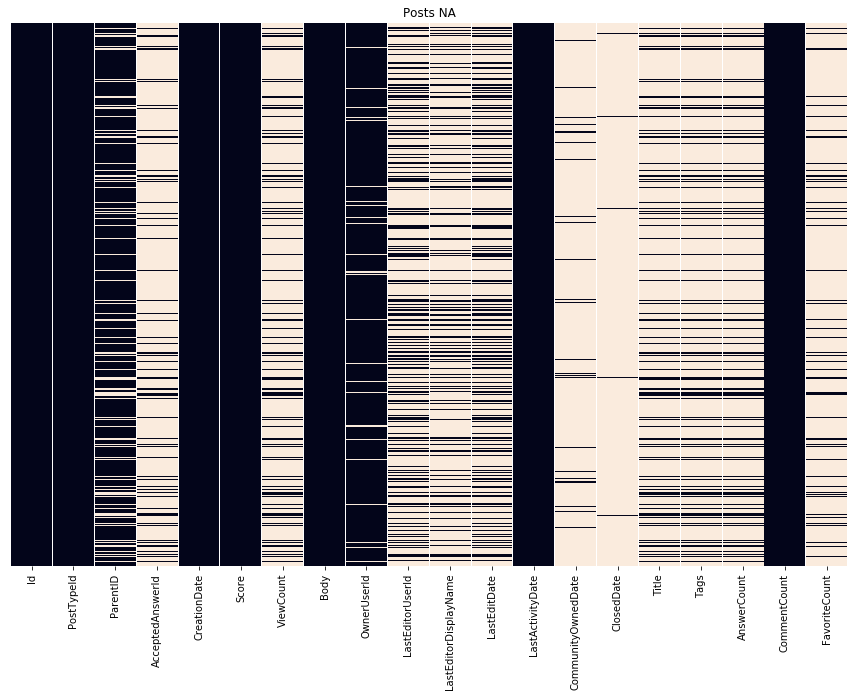 Posts NA
Id
PostTypeId
ParentID
AcceptedAnswerId
CreationDate
Score
ViewCount
Body
OwnerUserId
LastEditorUserId
LastEditorDisplayName
LastEditDate
LastActivityDate
CommunityOwnedDate
ClosedDate
Title
Tags
AnswerCount
CommentCount
FavoriteCount